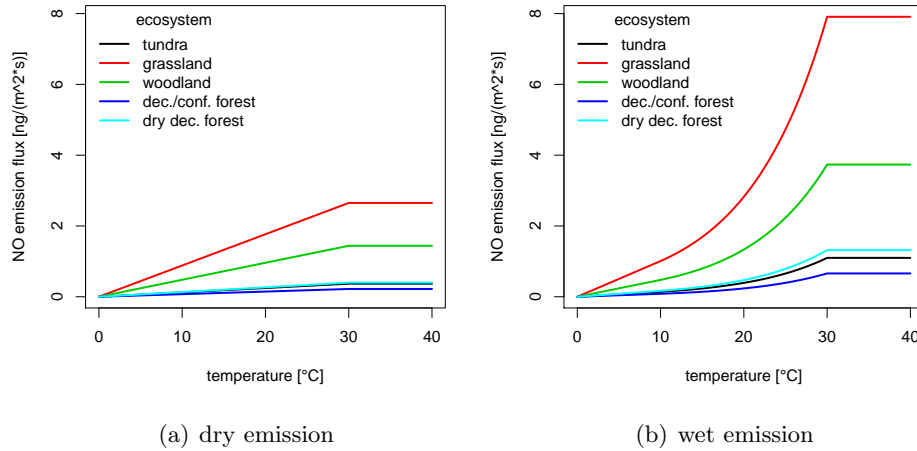 NO emission flux [ng/(m^2*s)]
8
6
4
2
0
ecosystem
tundra
grassland
woodland
dec./conf. forest
dry dec. forest
0 10 20 30 40
temperature [°C]
(a) dry emission
NO emission flux [ng/(m^2*s)]
8
6
4
2
0
ecosystem
tundra
grassland
woodland
dec./conf. forest
dry dec. forest
0 10 20 30 40
temperature [°C]
(b) wet emission